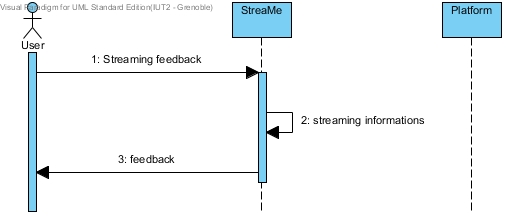 Visual Paradigm for UML Standard Edition(IUT2 - Grenoble)
StreaMe
Platform
User
1: Streaming feedback
2: streaming informations
3: feedback